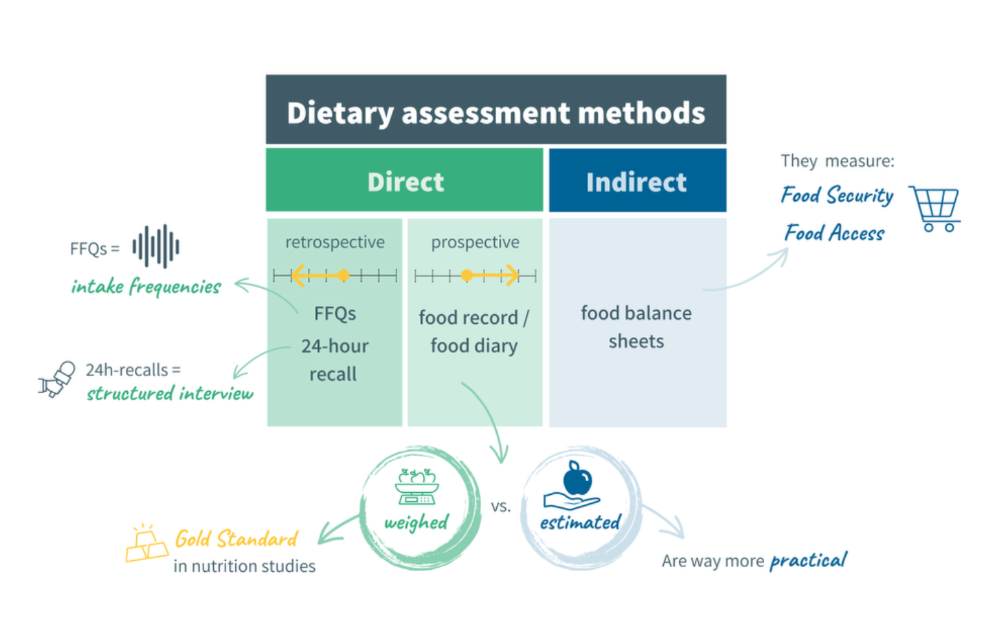 Dietary assessment methods
Direct
Indirect
retrospective
FFQs
24-hour
recall
prospective
food record /
food diary
food balance
sheets
They measure:
Food Security
Food Access
FFQs =
intake frequencies
24h-recalls =
structured interview
weighed
vs.
estimated
Gold Standard
in nutrition studies
Are way more practical